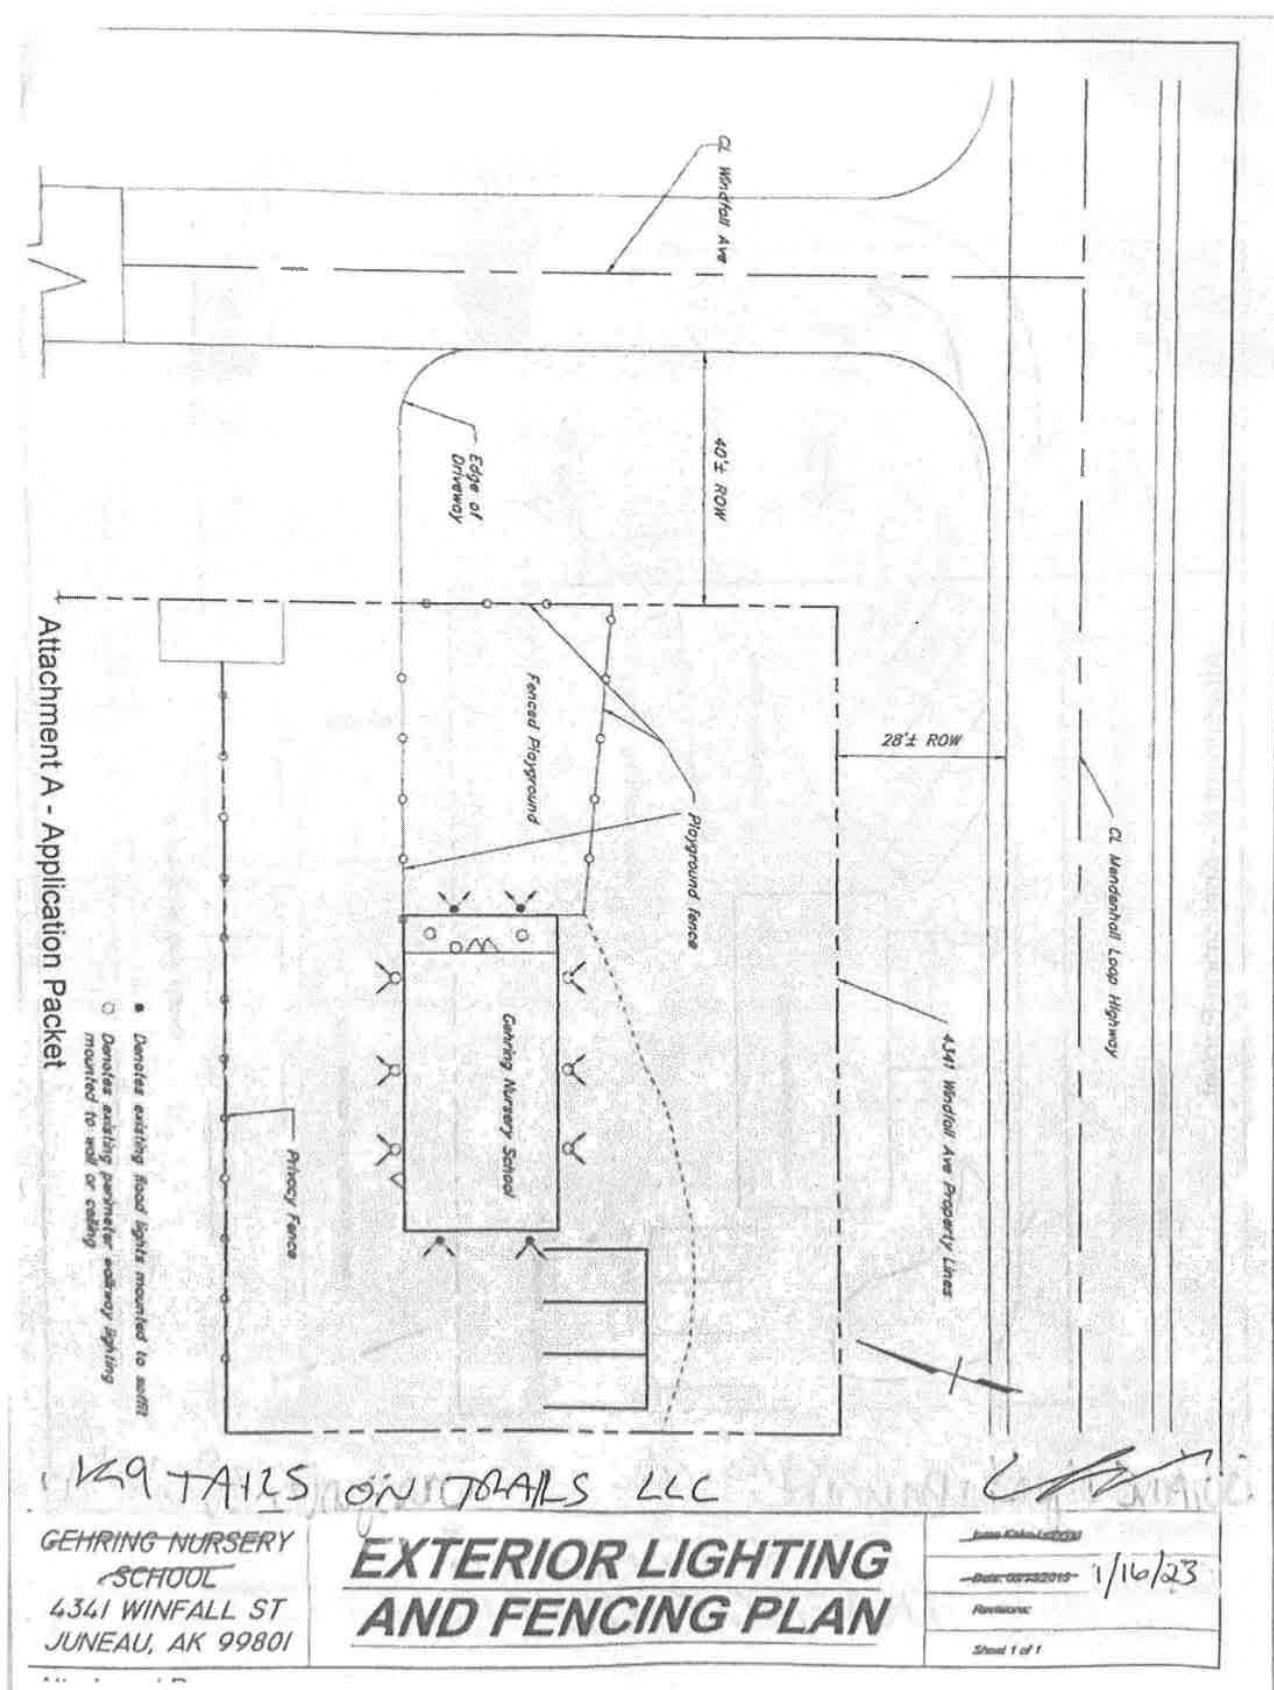 CL Windfall Ave
40'± ROW
Edge of
Driveway
Fenced Playground
28'± ROW
Playground fence
CL Mendenhall Loop Highway
4341 Windfall Ave Property Lines
Gehring Nursery School
Privacy Fence
Denotes existing flood lights mounted to soffit
Denotes existing perimeter walkway lighting
mounted to wall or ceiling
Attachment A - Application Packet
K9 TAILS ON TRAILS LLC
GEHRING NURSERY
SCHOOL
4341 WINFALL ST
JUNEAU, AK 99801
EXTERIOR LIGHTING
AND FENCING PLAN
Date:
1/16/23
Revisions:
Sheet 1 of 1